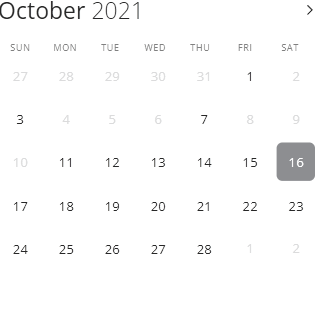 October 2021
SUN MON TUE WED THU FRI SAT
27 28 29 30 31 1 2
3 4 5 6 7 8 9
10 11 12 13 14 15 16
17 18 19 20 21 22 23
24 25 26 27 28 1 2